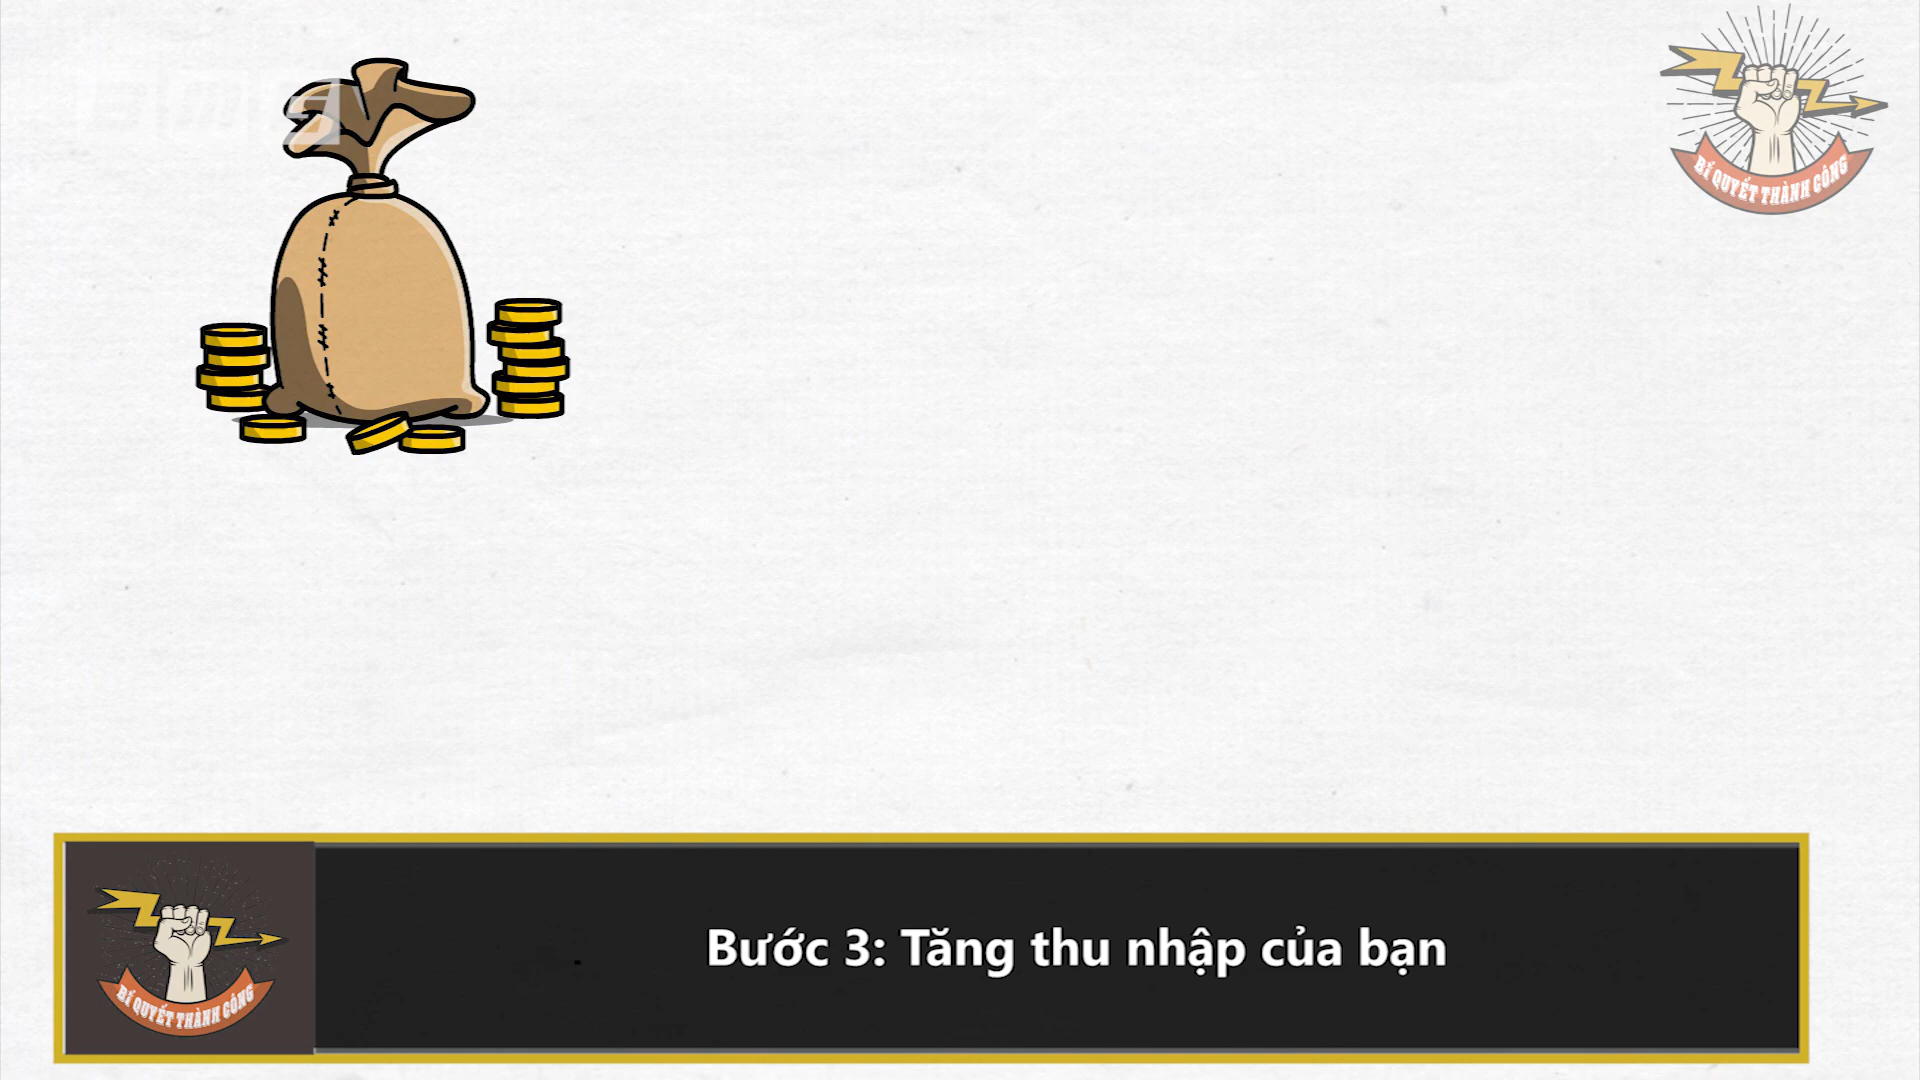 BÍ QUYẾT THÀNH CÔNG
Bước 3: Tăng thu nhập của bạn
BÍ QUYẾT THÀNH CÔNG